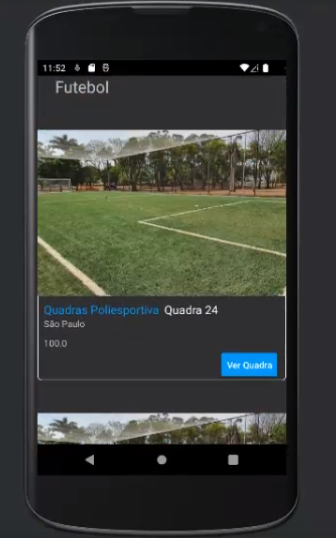 11:52
Futebol
Quadras Poliesportiva Quadra 24
São Paulo
100.0
Ver Quadra